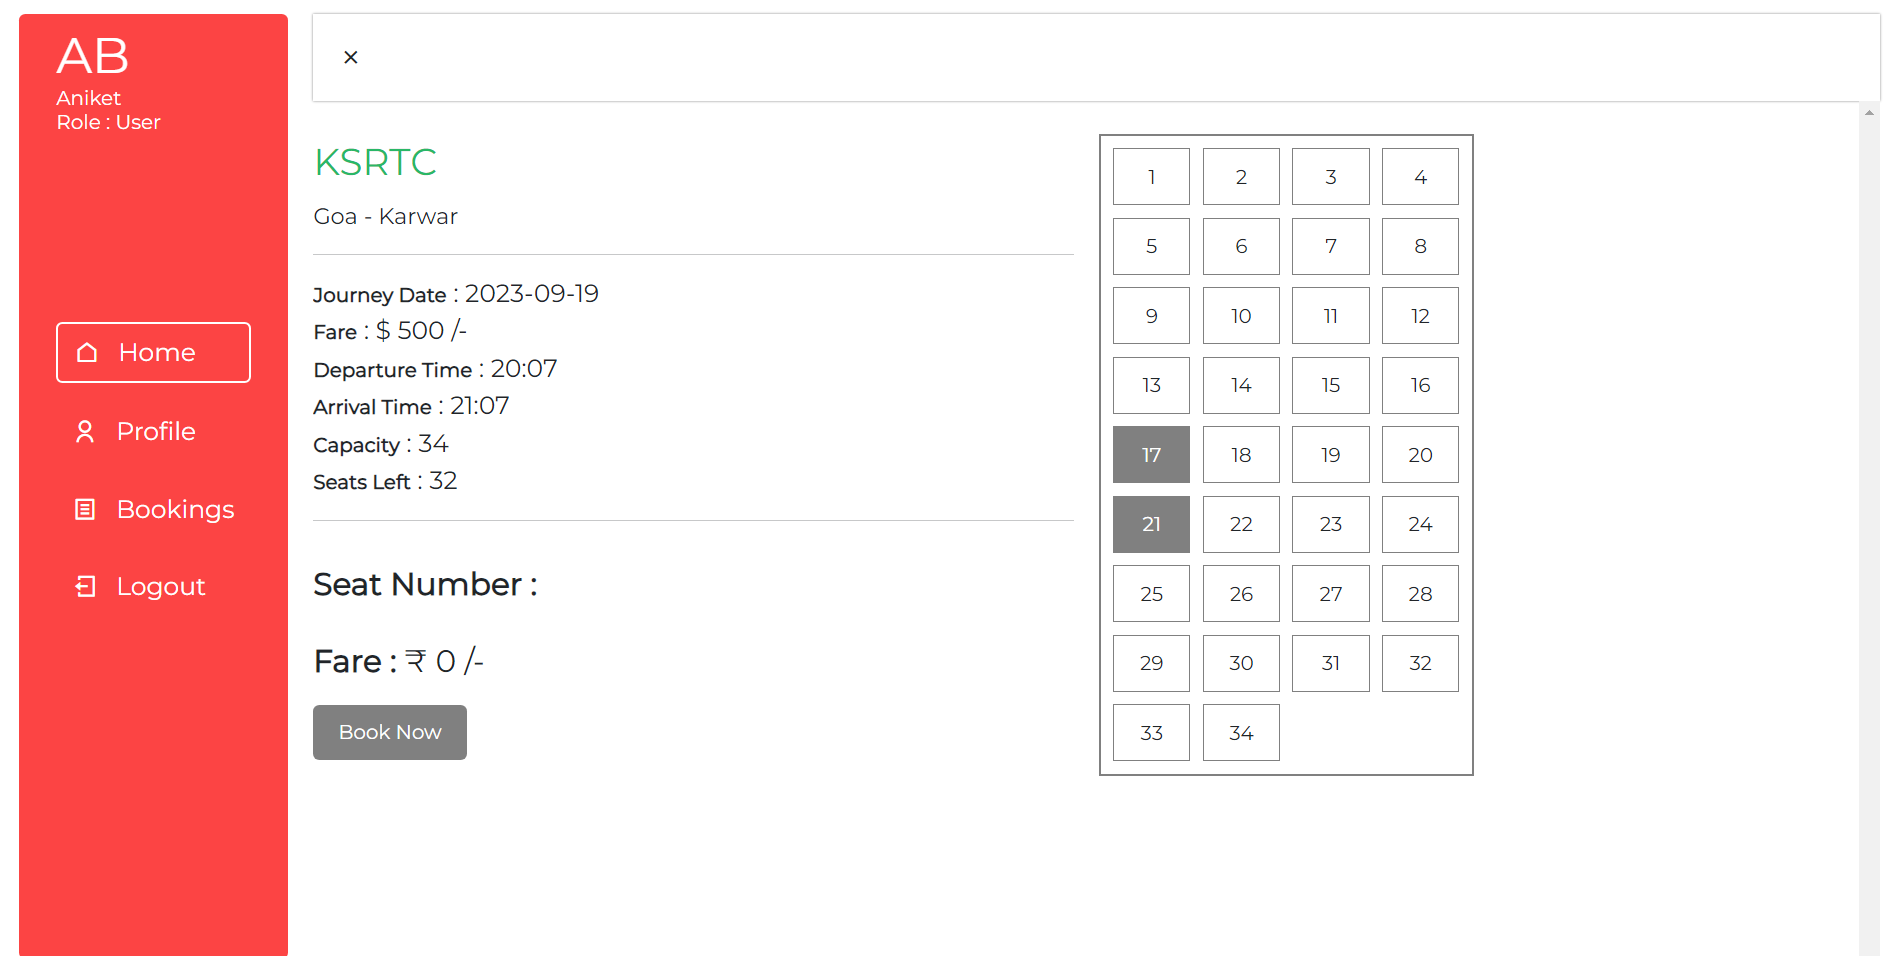 AB
Aniket
Role : User
Home
Profile
Bookings
Logout
KSRTC
Goa - Karwar
Journey Date : 2023-09-19
Fare : $ 500 /-
Departure Time : 20:07
Arrival Time : 21:07
Capacity : 34
Seats Left : 32
Seat Number :
Fare : ₹ 0 /-
Book Now
1 2 3 4
5 6 7 8
9 10 11 12
13 14 15 16
17 18 19 20
21 22 23 24
25 26 27 28
29 30 31 32
33 34